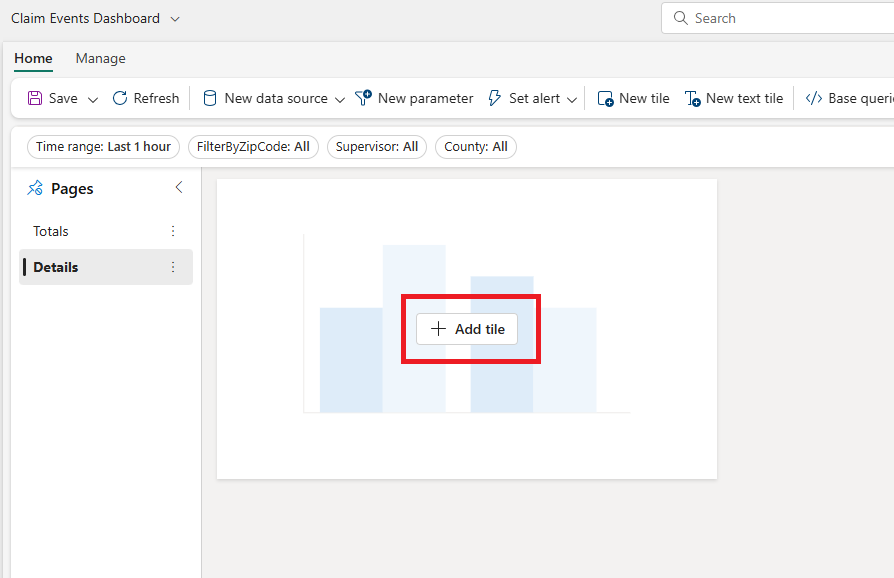 Claim Events Dashboard
Search
Home Manage
Save Refresh New data source New parameter Set alert New tile New text tile Base queri
Time range: Last 1 hour FilterByZipCode: All Supervisor: All County: All
Pages
Totals
Details
Add tile